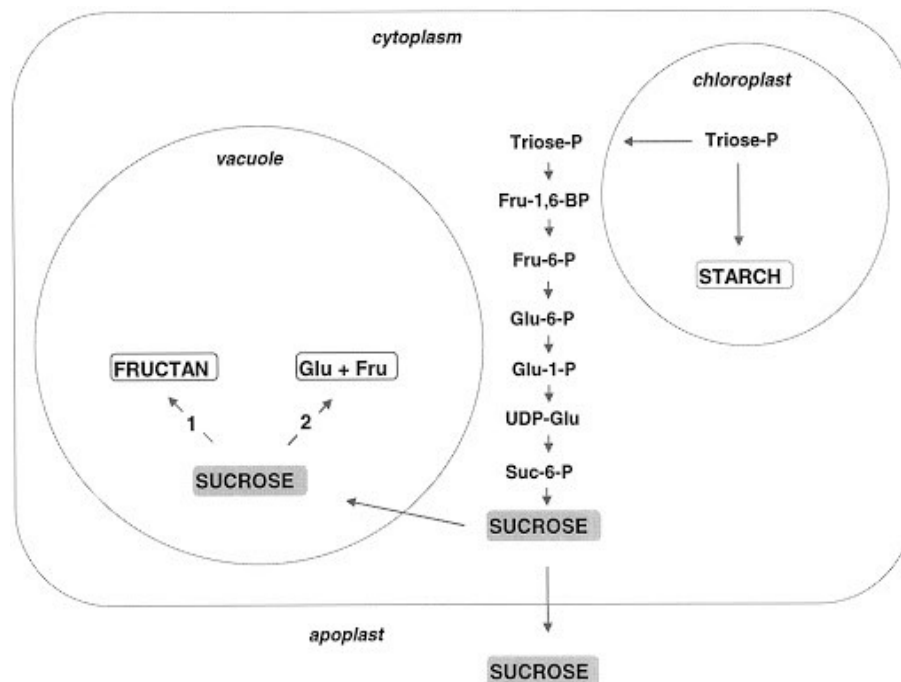 cytoplasm
chloroplast
Triose-P
Triose-P
vacuole
Fru-1,6-BP
Fru-6-P
STARCH
Glu-6-P
FRUCTAN
Glu + Fru
Glu-1-P
1
2
UDP-Glu
Suc-6-P
SUCROSE
SUCROSE
apoplast
SUCROSE